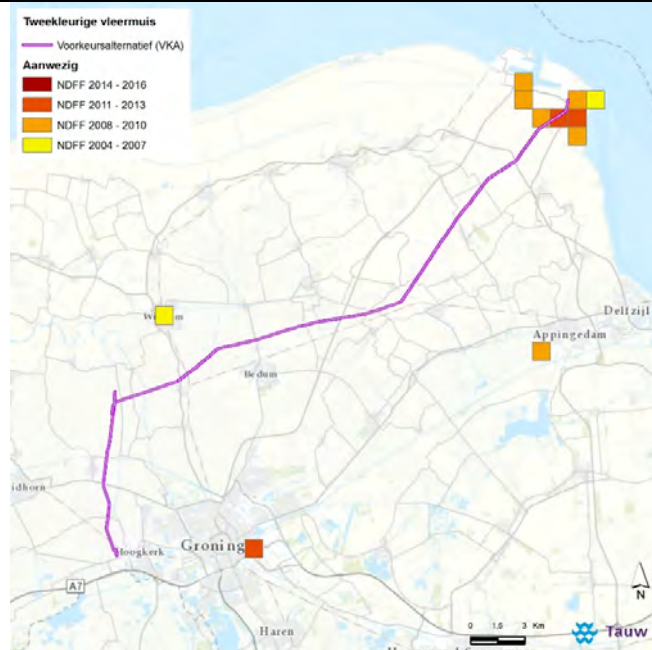 Tweekleurige vleermuis
Voorkeursalternatief (VKA)
Aanwezig
NDFF 2014 - 2016
NDFF 2011 - 2013
NDFF 2008 - 2010
NDFF 2004 - 2007
Delfzijl
Appingedam
Bedum
idhorn
Hoogkerk
Groning
A7
Haren
N
0 1,5 3 Km
Tauw